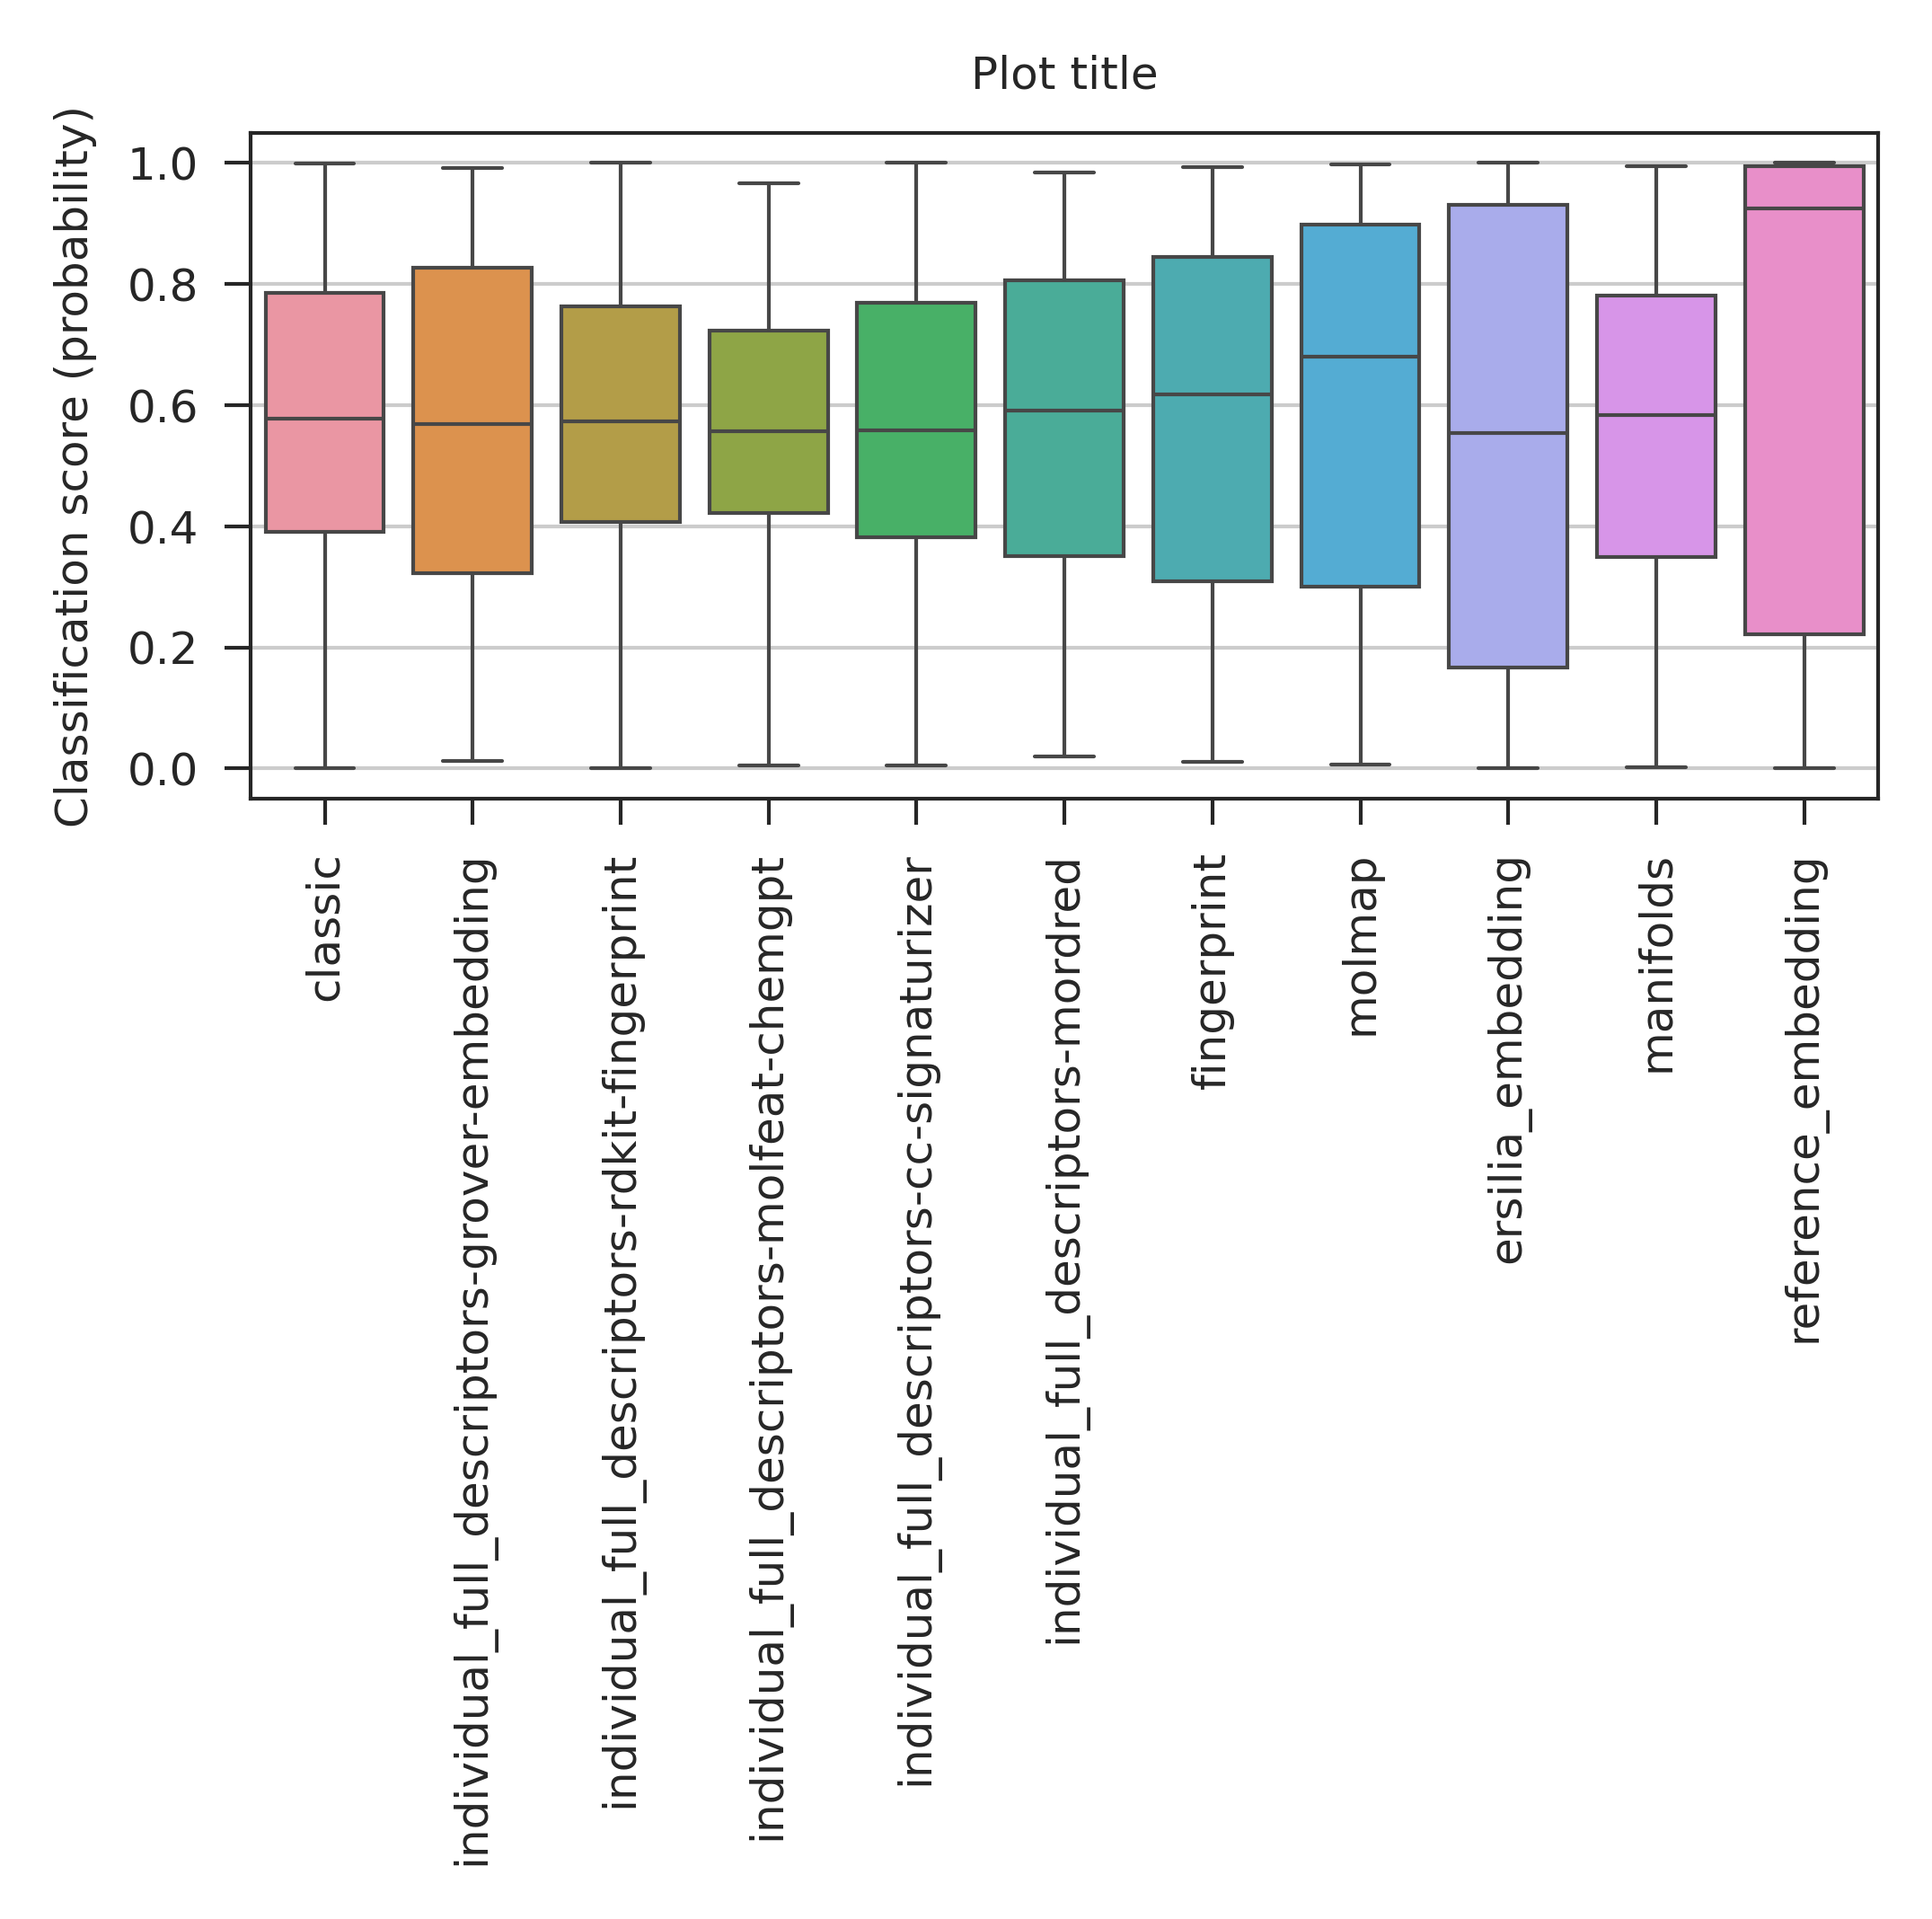 Plot title
Classification score (probability)
1.0
0.8
0.6
0.4
0.2
0.0
classic
individual_full_descriptors-grover-embedding
individual_full_descriptors-rdkit-fingerprint
individual_full_descriptors-molfeat-chemgpt
individual_full_descriptors-cc-signaturizer
individual_full_descriptors-mordred
fingerprint
molmap
ersilia_embedding
manifolds
reference_embedding